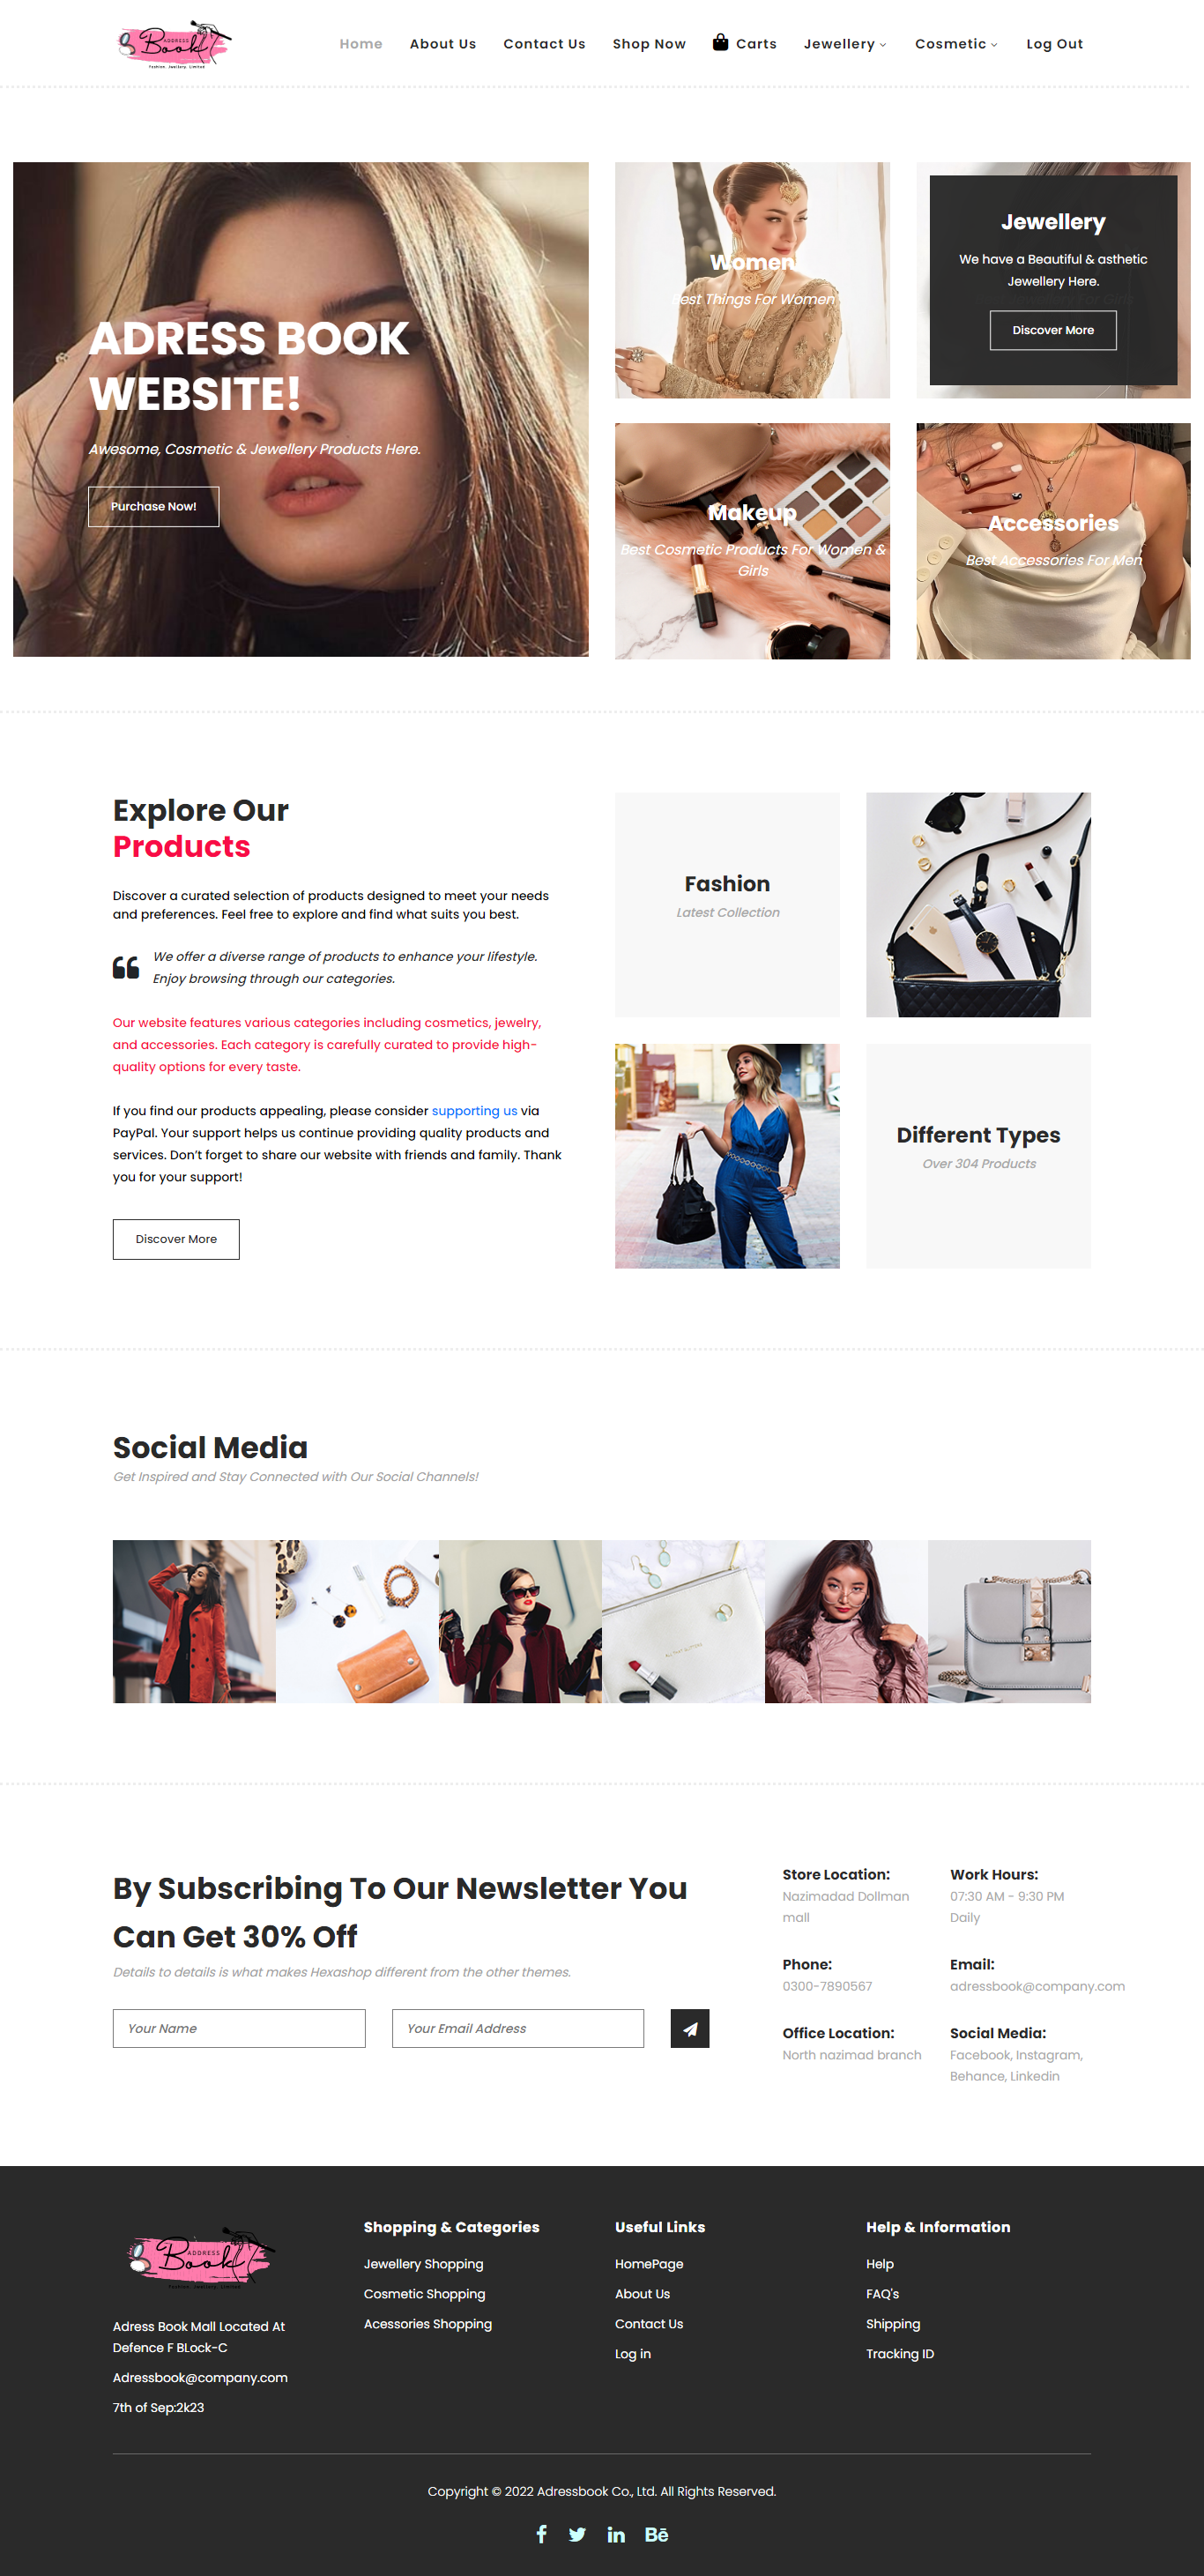 ADDRESS
Book
Fashion Jwellery Limited
Home
About Us
Contact Us
Shop Now
Carts
Jewellery
Cosmetic
Log Out
ADRESS BOOK
WEBSITE!
Awesome, Cosmetic & Jewellery Products Here.
Purchase Now!
Women
Best Things For Women
Jewellery
We have a Beautiful & asthetic
Jewellery Here.
Discover More
Makeup
Best Cosmetic Products For Women &
Girls
Accessories
Best Accessories For Men
Explore Our
Products
Discover a curated selection of products designed to meet your needs
and preferences. Feel free to explore and find what suits you best.
We offer a diverse range of products to enhance your lifestyle.
Enjoy browsing through our categories.
Our website features various categories including cosmetics, jewelry,
and accessories. Each category is carefully curated to provide high-
quality options for every taste.
If you find our products appealing, please consider supporting us via
PayPal. Your support helps us continue providing quality products and
services. Don’t forget to share our website with friends and family. Thank
you for your support!
Discover More
Fashion
Latest Collection
Different Types
Over 304 Products
Social Media
Get Inspired and Stay Connected with Our Social Channels!
By Subscribing To Our Newsletter You
Can Get 30% Off
Details to details is what makes Hexashop different from the other themes.
Your Name
Your Email Address
Store Location:
Nazimadad Dollman
mall
Phone:
0300-7890567
Office Location:
North nazimad branch
Work Hours:
07:30 AM - 9:30 PM
Daily
Email:
adressbook@company.com
Social Media:
Facebook, Instagram,
Behance, Linkedin
ADDRESS
Book
Fashion Jwellery Limited
Adress Book Mall Located At
Defence F BLock-C
Adressbook@company.com
7th of Sep:2k23
Shopping & Categories
Jewellery Shopping
Cosmetic Shopping
Acessories Shopping
Useful Links
HomePage
About Us
Contact Us
Log in
Help & Information
Help
FAQ's
Shipping
Tracking ID
Copyright © 2022 Adressbook Co., Ltd. All Rights Reserved.